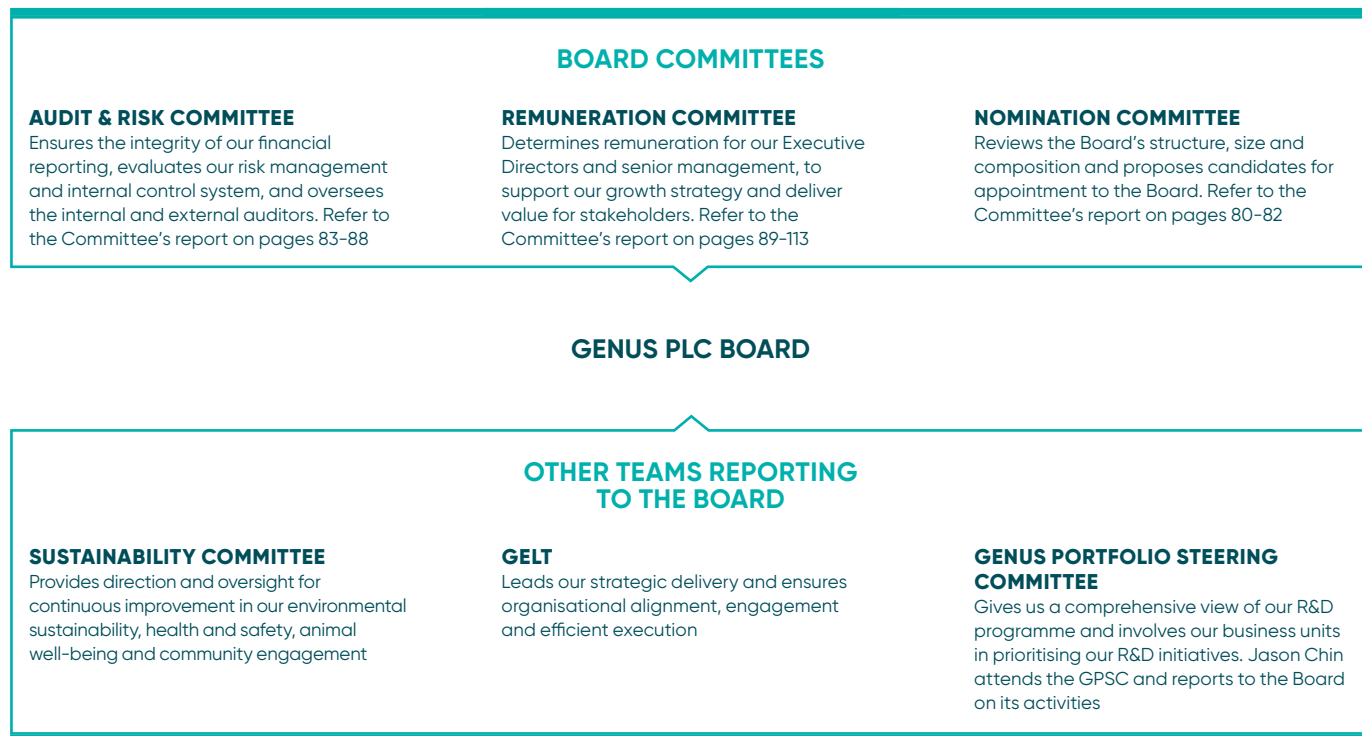 BOARD COMMITTEES
AUDIT & RISK COMMITTEE
Ensures the integrity of our financial
reporting, evaluates our risk management
and internal control system, and oversees
the internal and external auditors. Refer to
the Committee's report on pages 83-88
REMUNERATION COMMITTEE
Determines remuneration for our Executive
Directors and senior management, to
support our growth strategy and deliver
value for stakeholders. Refer to the
Committee's report on pages 89-113
NOMINATION COMMITTEE
Reviews the Board's structure, size and
composition and proposes candidates for
appointment to the Board. Refer to the
Committee's report on pages 80-82
GENUS PLC BOARD
OTHER TEAMS REPORTING
TO THE BOARD
SUSTAINABILITY COMMITTEE
Provides direction and oversight for
continuous improvement in our environmental
sustainability, health and safety, animal
well-being and community engagement
GELT
Leads our strategic delivery and ensures
organisational alignment, engagement
and efficient execution
GENUS PORTFOLIO STEERING
COMMITTEE
Gives us a comprehensive view of our R&D
programme and involves our business units
in prioritising our R&D initiatives. Jason Chin
attends the GPSC and reports to the Board
on its activities